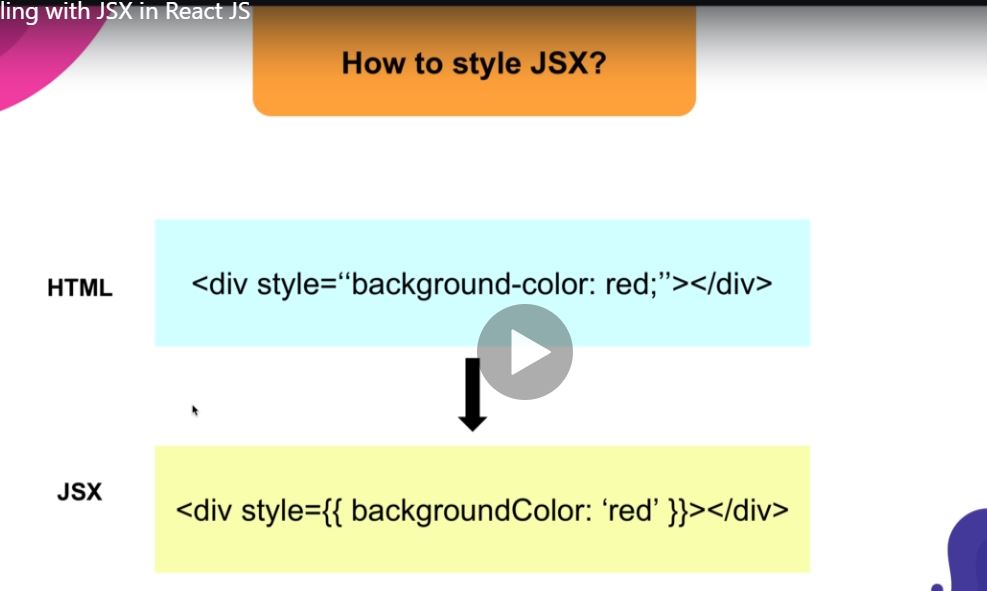 ling with JSX in React JS
How to style JSX?
HTML
<div style=‘‘background-color: red;’’></div>
JSX
<div style={{ backgroundColor: ‘red’ }}></div>